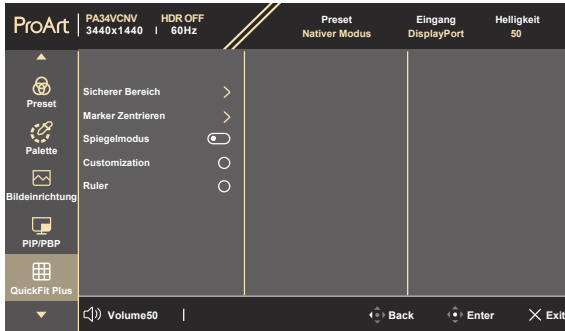 ProArt
PA34VCNV HDR OFF
3440x1440 | 60Hz
Preset
Nativer Modus
Eingang
DisplayPort
Helligkeit
50
Preset
Palette
Bildeinrichtung
PIP/PBP
QuickFit Plus
Sicherer Bereich
Marker Zentrieren
Spiegelmodus
Customization
Ruler
Volume50 |
Back
Enter
Exit